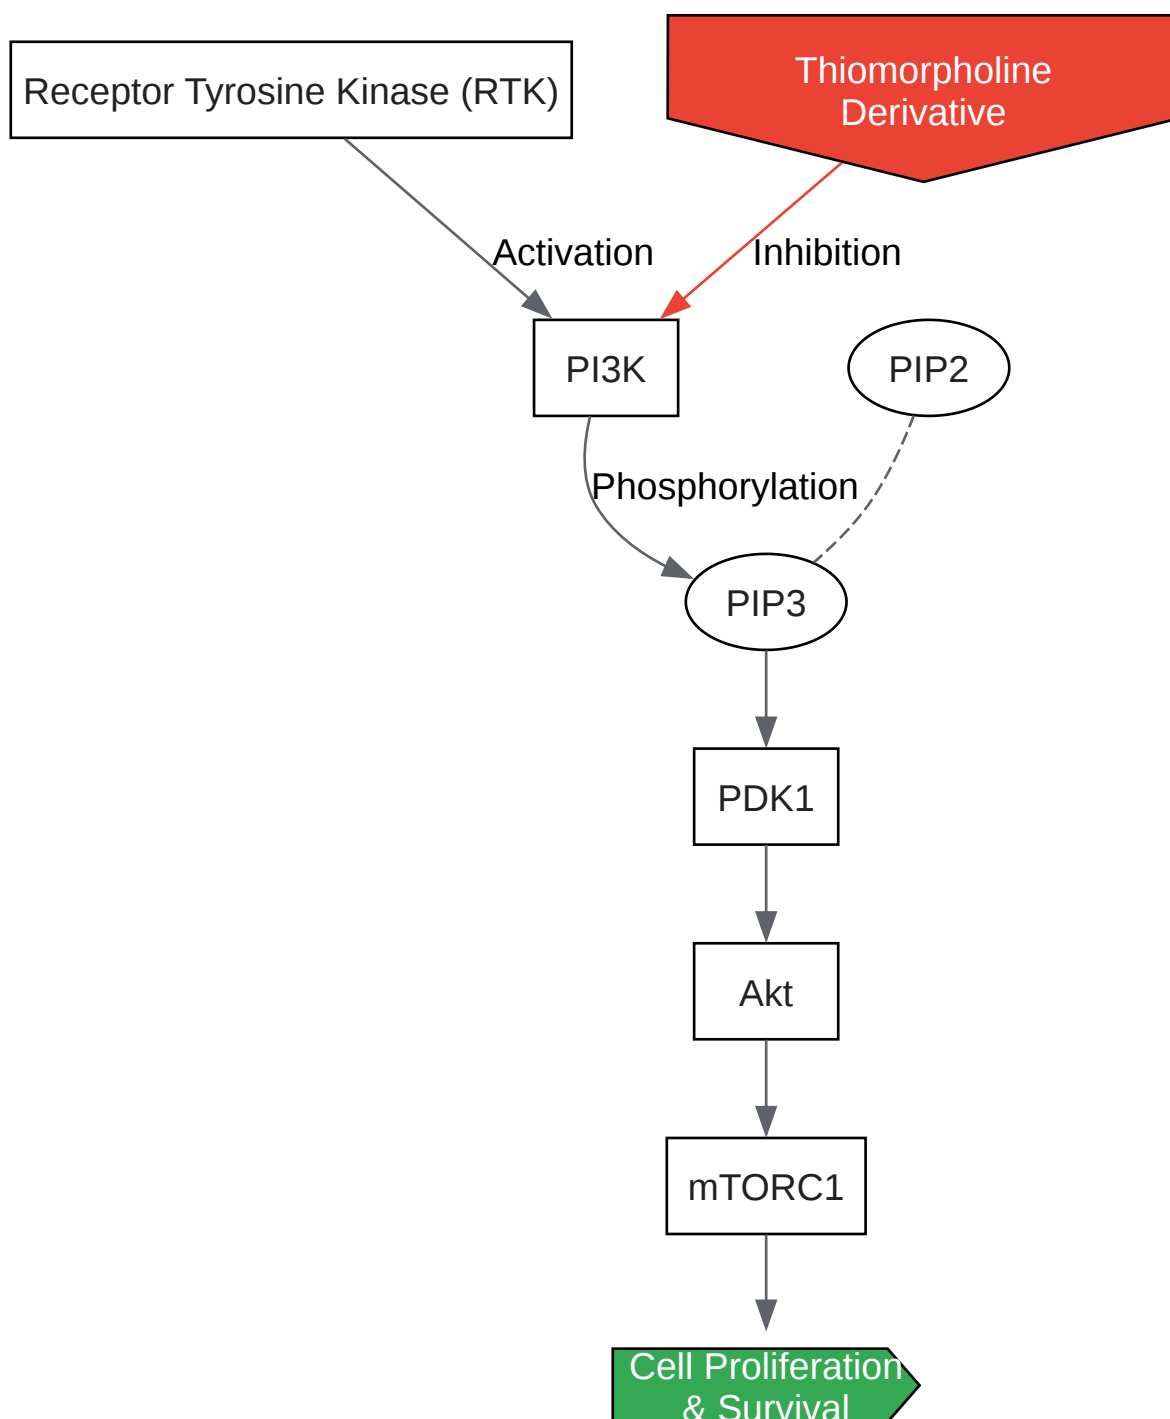 Receptor Tyrosine Kinase (RTK)
Thiomorpholine
Derivative
Activation
Inhibition
PI3K
PIP2
Phosphorylation
PIP3
PDK1
Akt
mTORC1
Cell Proliferation
& Survival